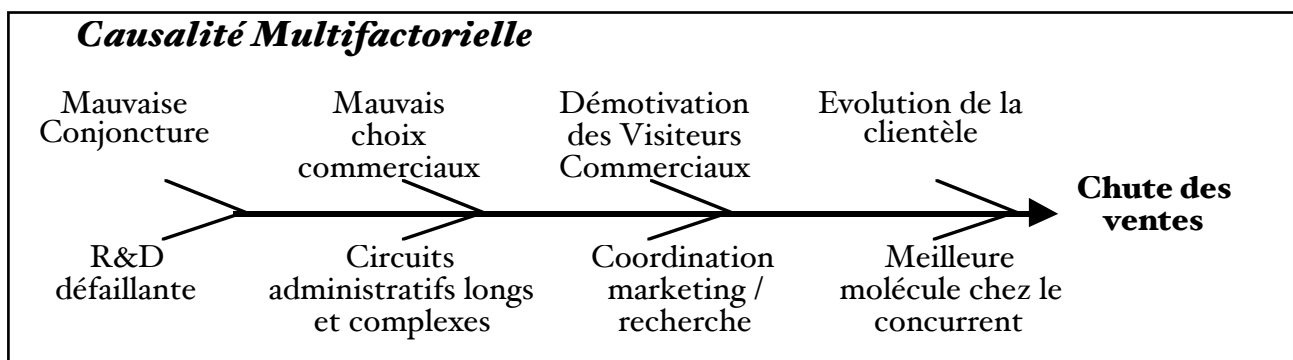 Causalité Multifactorielle
Mauvaise
Conjoncture
Mauvais
choix
commerciaux
Démotivation
des Visiteurs
Commerciaux
Evolution de la
clientèle
Chute des
ventes
R&D
défaillante
Circuits
administratifs longs
et complexes
Coordination
marketing /
recherche
Meilleure
molécule chez le
concurrent